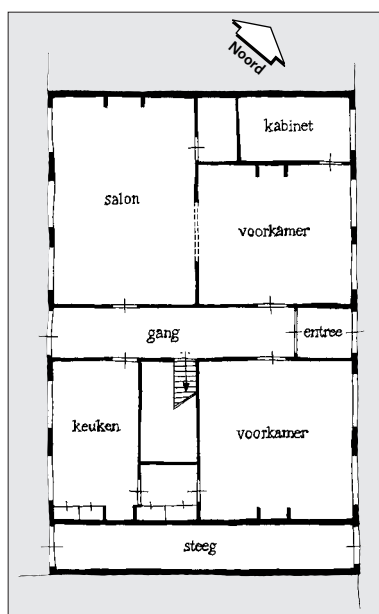 Noord
kabinet
salon
voorkamer
gang
entree
keuken
voorkamer
steeg